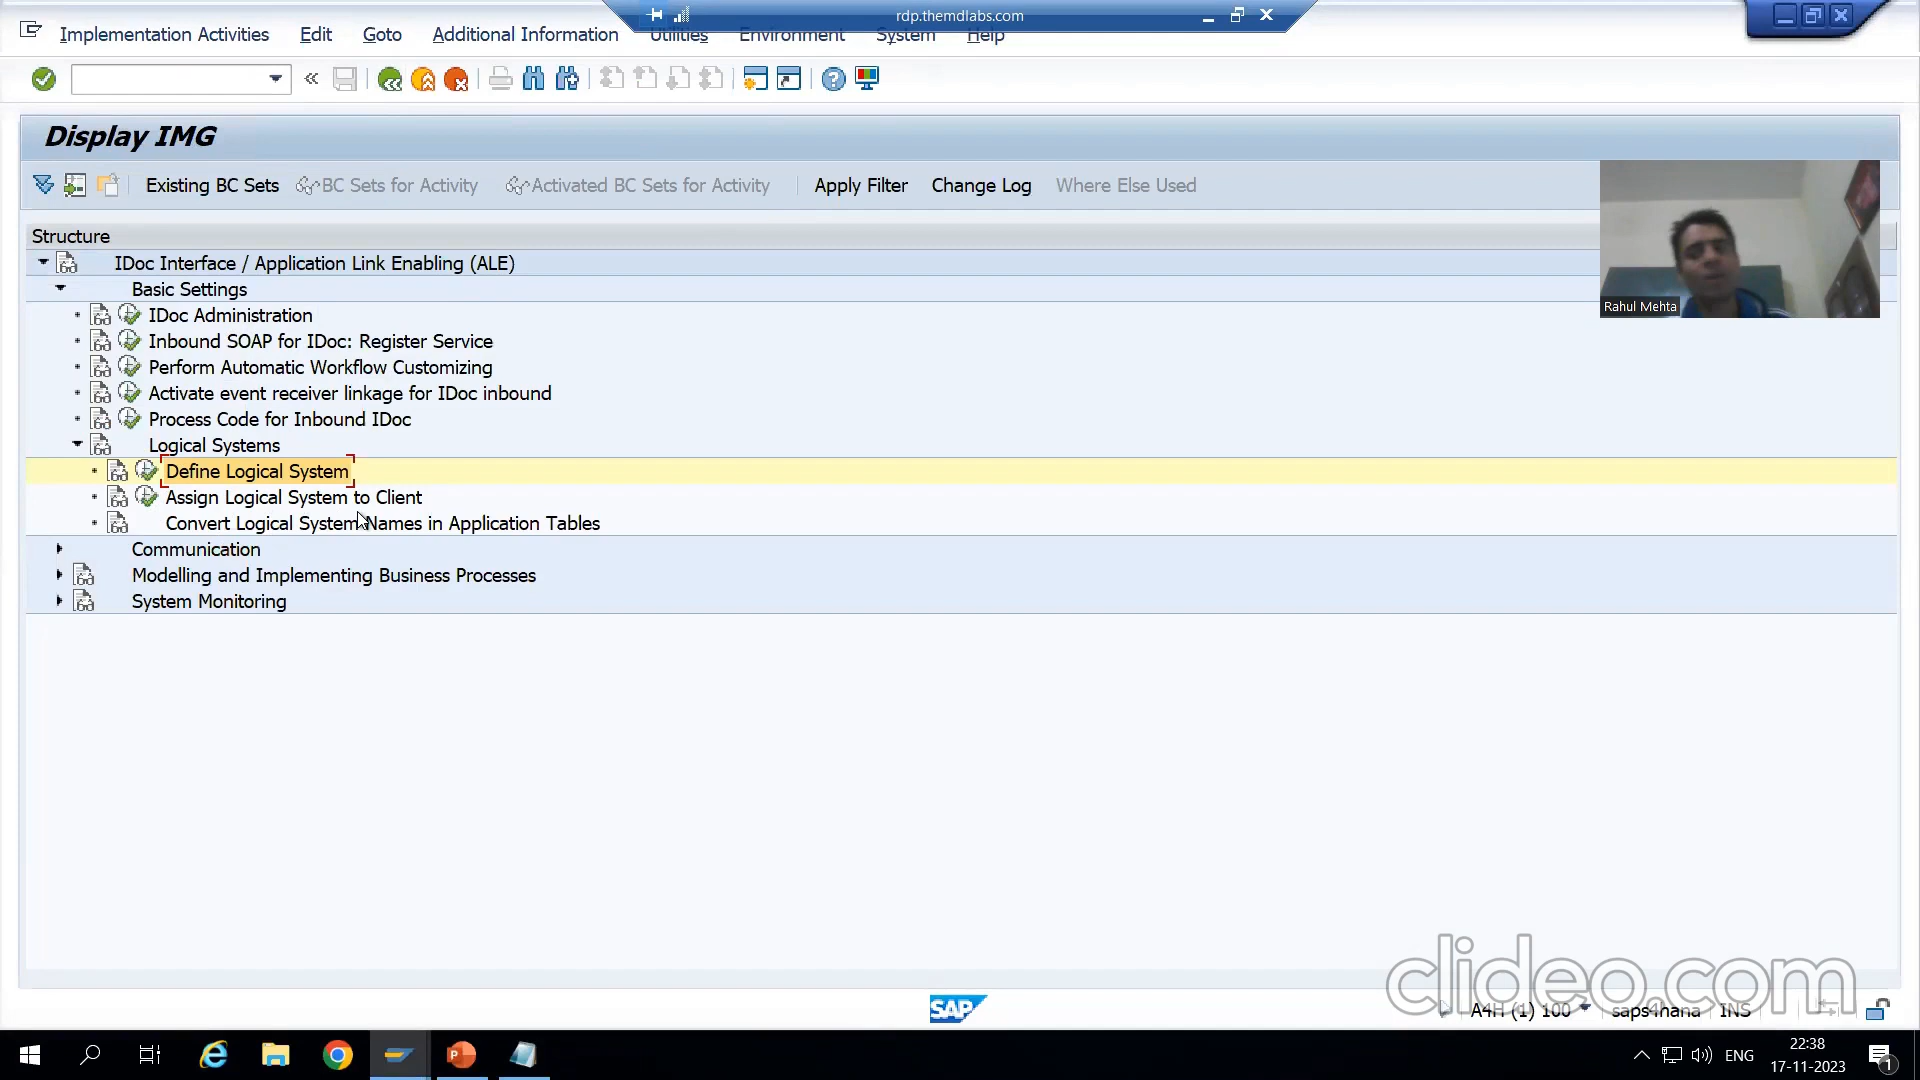 rdp.themdlabs.com
Implementation Activities Edit Goto Additional Information Utilities Environment System Help
Display IMG
Existing BC Sets BC Sets for Activity Activated BC Sets for Activity Apply Filter Change Log Where Else Used
Structure
IDoc Interface / Application Link Enabling (ALE)
Basic Settings
IDoc Administration
Inbound SOAP for IDoc: Register Service
Perform Automatic Workflow Customizing
Activate event receiver linkage for IDoc inbound
Process Code for Inbound IDoc
Logical Systems
Define Logical System
Assign Logical System to Client
Convert Logical System Names in Application Tables
Communication
Modelling and Implementing Business Processes
System Monitoring
Rahul Mehta
clideo.com
SAP
A4H (1) 100 saps4hana INS
ENG
22:38
17-11-2023
1